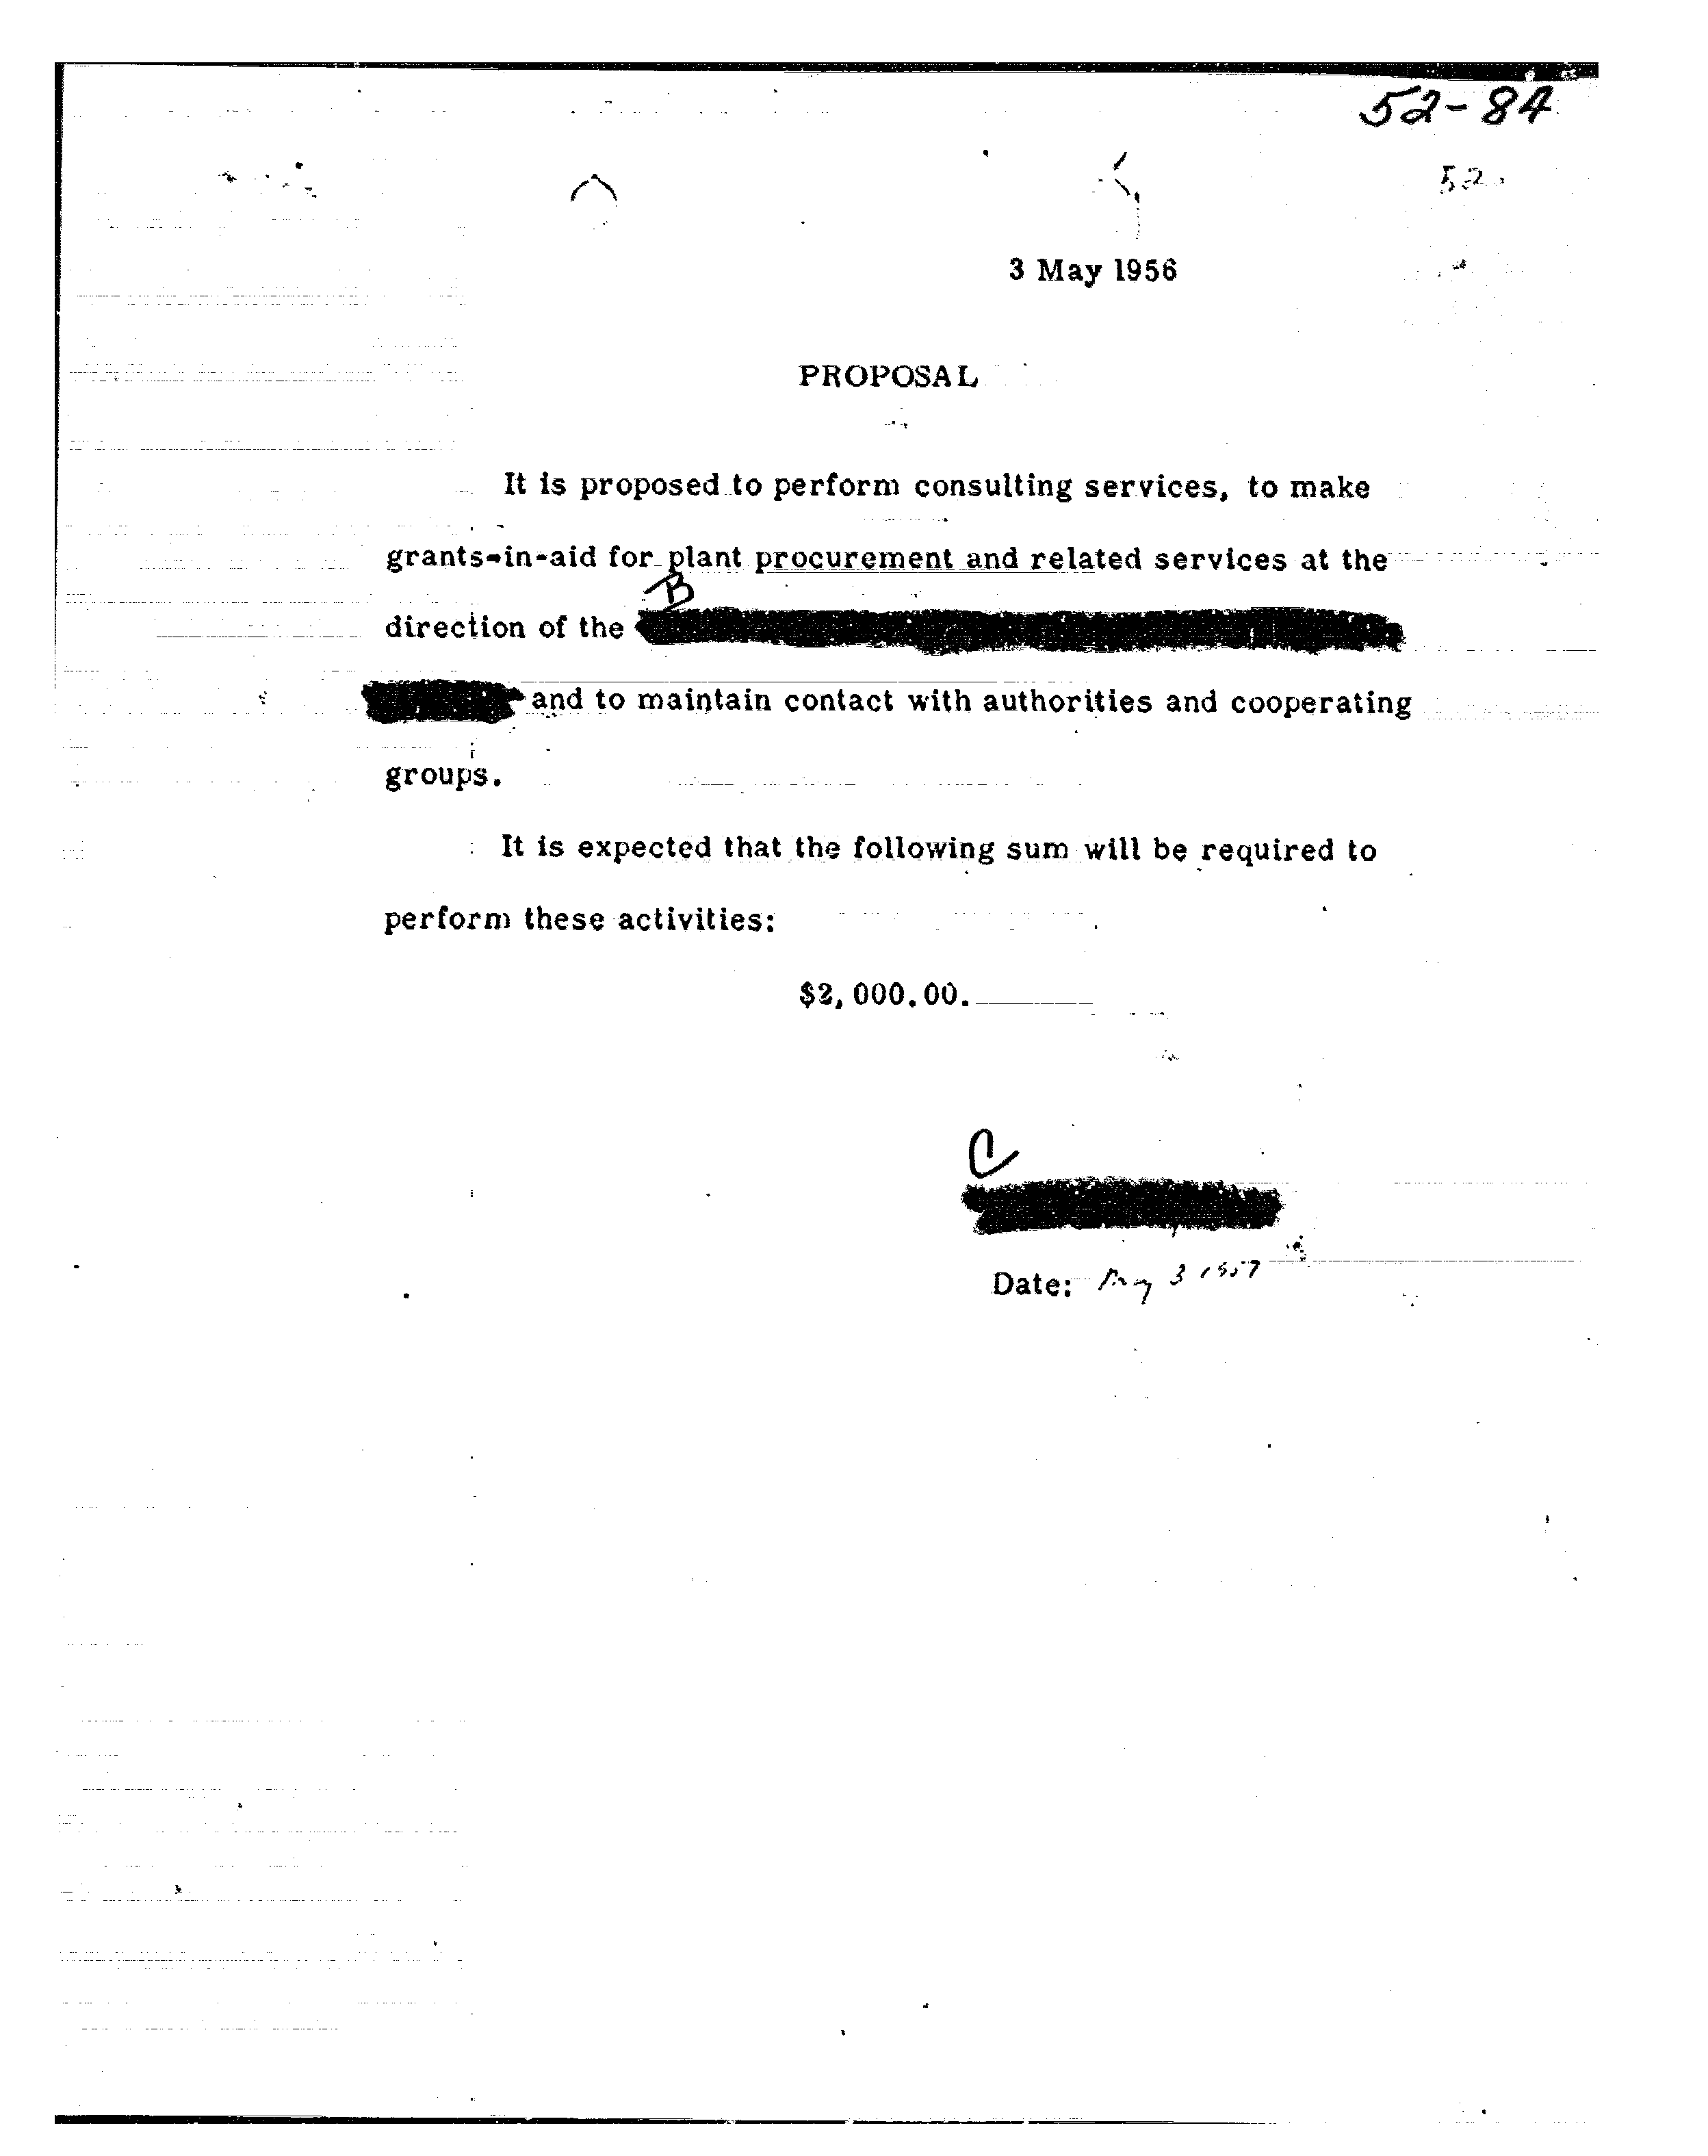 52-84
52
3 May 1956
PROPOSAL
It is proposed to perform consulting services, to make
grants-in-aid for plant procurement and related services at the
B
direction of the
and to maintain contact with authorities and cooperating
groups.
It is expected that the following sum will be required to
perform these activities:
$2,000.00.
C
Date: May 3 1957